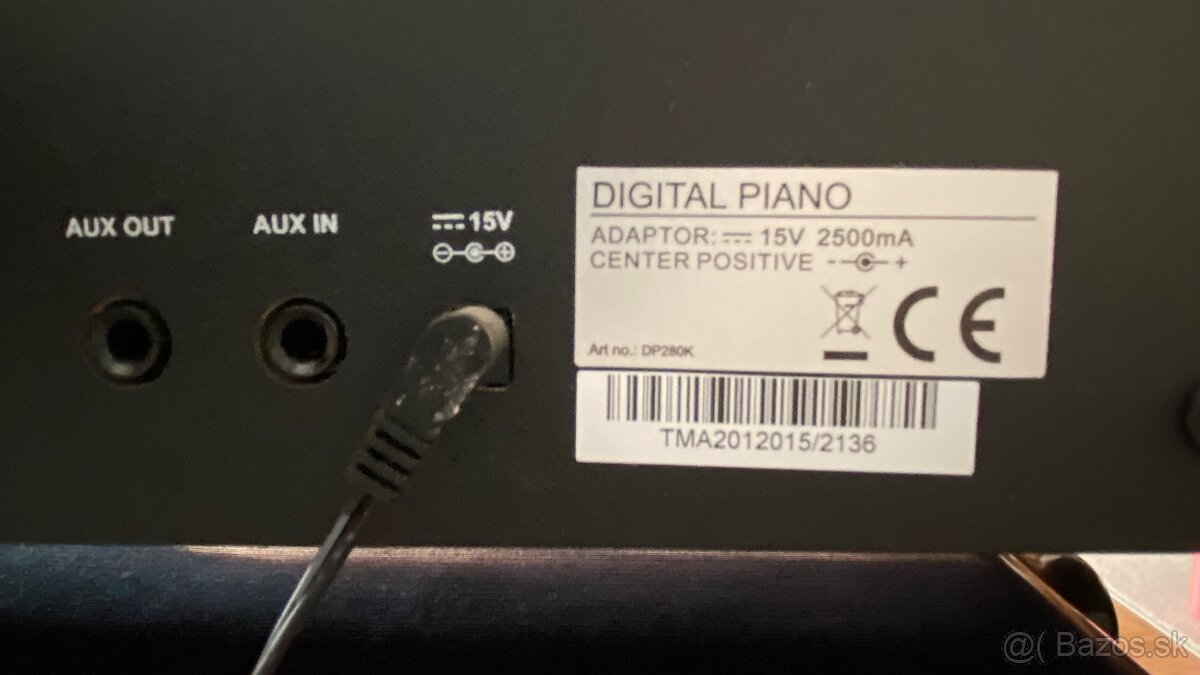 AUX OUT
AUX IN
15V
DIGITAL PIANO
ADAPTOR: 15V 2500mA
CENTER POSITIVE - +
CE
Art no.: DP280K
TMA2012015/2136
@( Bazos.sk